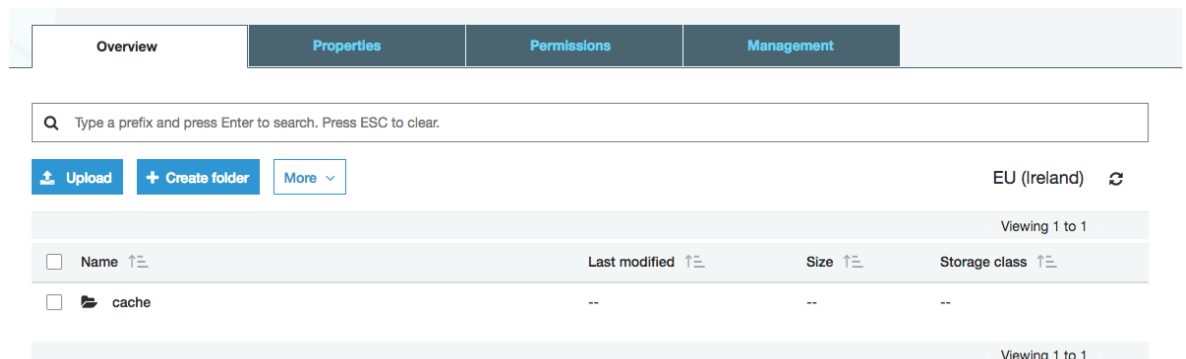 Overview Properties Permissions Management
Type a prefix and press Enter to search. Press ESC to clear.
Upload Create folder More EU (Ireland)
Viewing 1 to 1
Name Last modified Size Storage class
cache -- -- --
Viewing 1 to 1